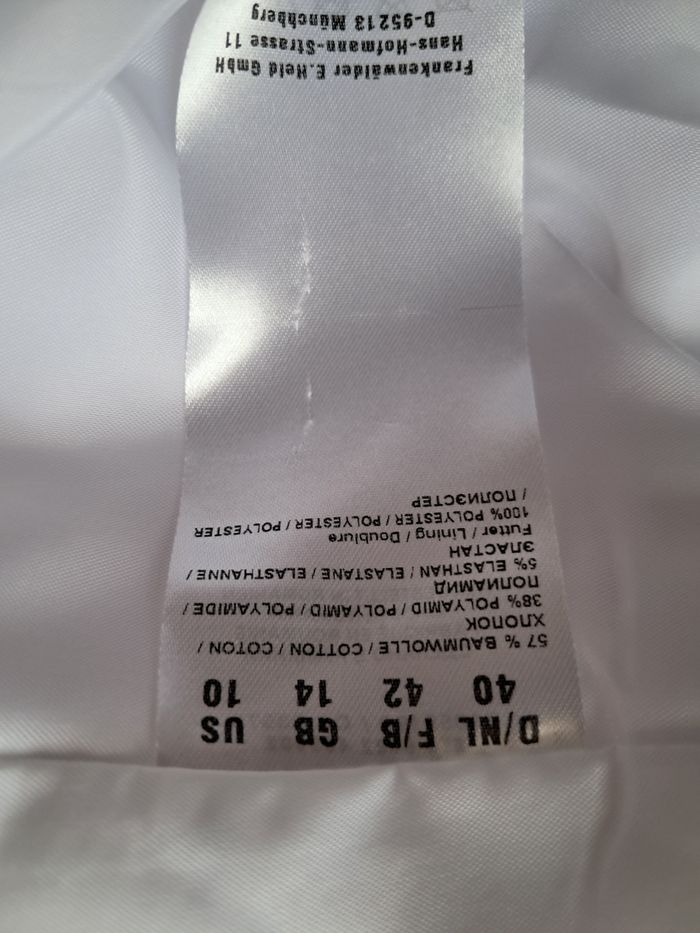 D/NL F/B GB US
40 42 14 10
57 % BAUMWOLLE / COTTON / COTON /
ХЛОПОК
38% POLYAMID / POLYAMID / POLYAMIDE /
ПОЛИАМИД
5% ELASTHAN / ELASTANE / ELASTHANNE /
ЭЛАСТАН
Futter / Lining / Doublure
100% POLYESTER / POLYESTER / POLYESTER
/ ПОЛИЭСТЕР
Frankenwälder E.Held GmbH
Hans-Hofmann-Strasse 11
D-95213 Münchberg